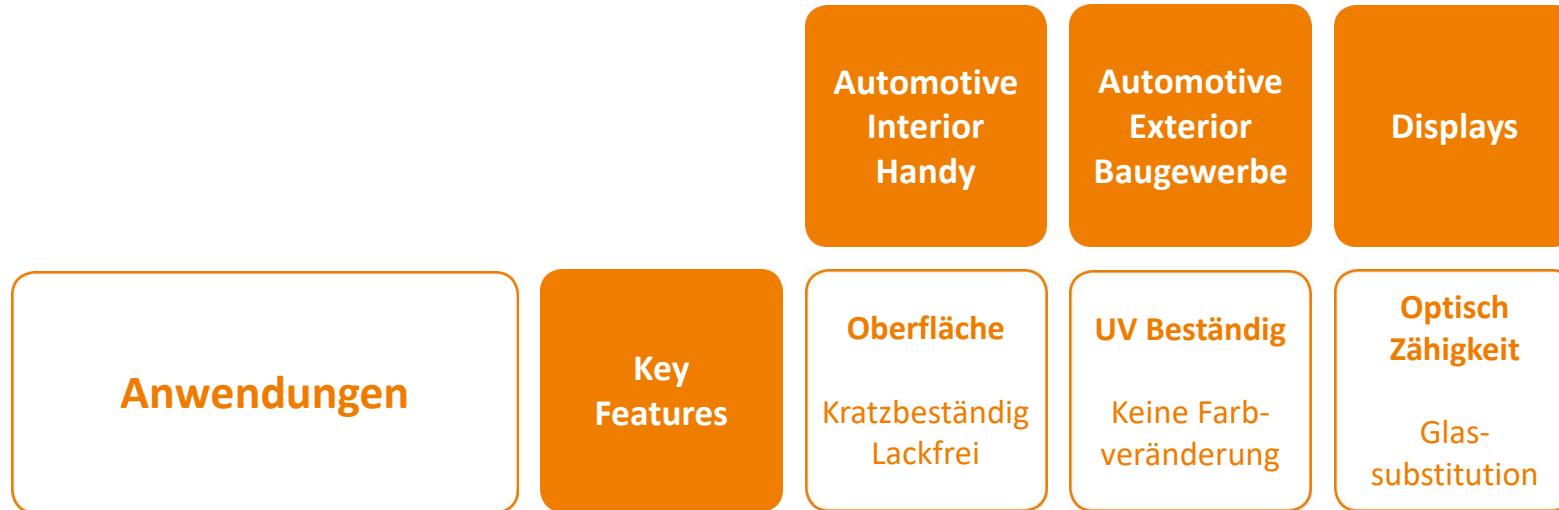 Automotive
Interior
Handy
Automotive
Exterior
Baugewerbe
Displays
Anwendungen
Key
Features
Oberfläche
Kratzbeständig
Lackfrei
UV Beständig
Keine Farb-
veränderung
Optisch
Zähigkeit
Glas-
substitution